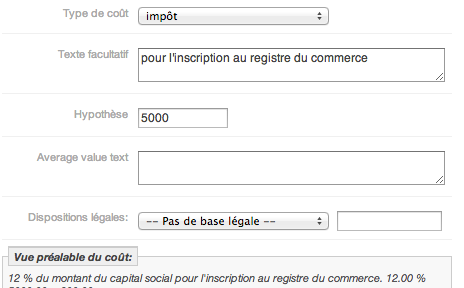 Type de coût
impôt
Texte facultatif
pour l'inscription au registre du commerce
Hypothèse
5000
Average value text
Dispositions légales:
-- Pas de base légale --
Vue préalable du coût:
12 % du montant du capital social pour l'inscription au registre du commerce. 12.00 %